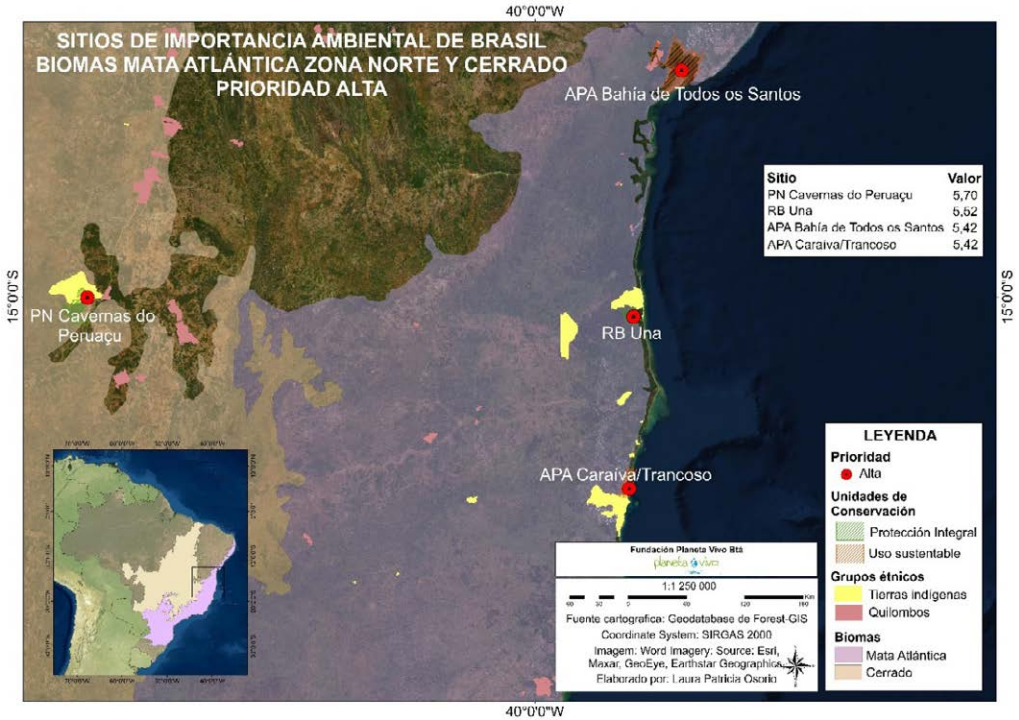 40°0'0"W
SITIOS DE IMPORTANCIA AMBIENTAL DE BRASIL
BIOMAS MATA ATLÁNTICA ZONA NORTE Y CERRADO
PRIORIDAD ALTA
APA Bahía de Todos os Santos
Sitio Valor
PN Cavernas do Peruaçu 5,70
RB Una 5,52
APA Bahía de Todos os Santos 5,42
APA Caraíva/Trancoso 5,42
15°0'0"S
15°0'0"S
PN Cavernas do
Peruaçu
RB Una
APA Caraíva/Trancoso
LEYENDA
Prioridad
Alta
Unidades de
Conservación
Protección Integral
Uso sustentable
Grupos étnicos
Tierras indígenas
Quilombos
Biomas
Mata Atlántica
Cerrado
Fundación Planeta Vivo Btá
planeta vivo
1:1 250 000
Km
Fuente cartografica: Geodatabase de Forest-GIS
Coordinate System: SIRGAS 2000
Imagem: Word Imagery: Source: Esri,
Maxar, GeoEye, Earthstar Geographics,
Elaborado por: Laura Patricia Osorio
40°0'0"W